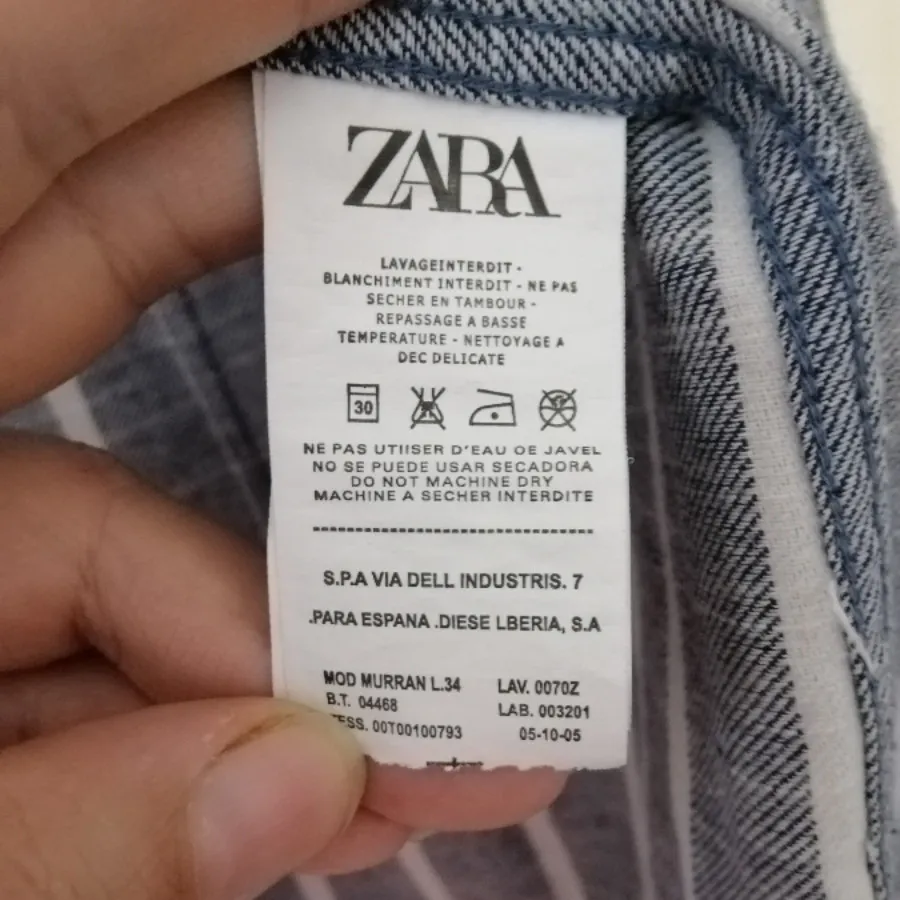 ZARA
LAVAGEINTERDIT -
BLANCHIMENT INTERDIT - NE PAS
SECHER EN TAMBOUR -
REPASSAGE A BASSE
TEMPERATURE - NETTOYAGE A
DEC DELICATE
30
NE PAS UTIISER D'EAU OE JAVEL
NO SE PUEDE USAR SECADORA
DO NOT MACHINE DRY
MACHINE A SECHER INTERDITE
S.P.A VIA DELL INDUSTRIS. 7
.PARA ESPANA .DIESE LBERIA, S.A
MOD MURRAN L.34 LAV. 0070Z
B.T. 04468 LAB. 003201
00T00100793 05-10-05